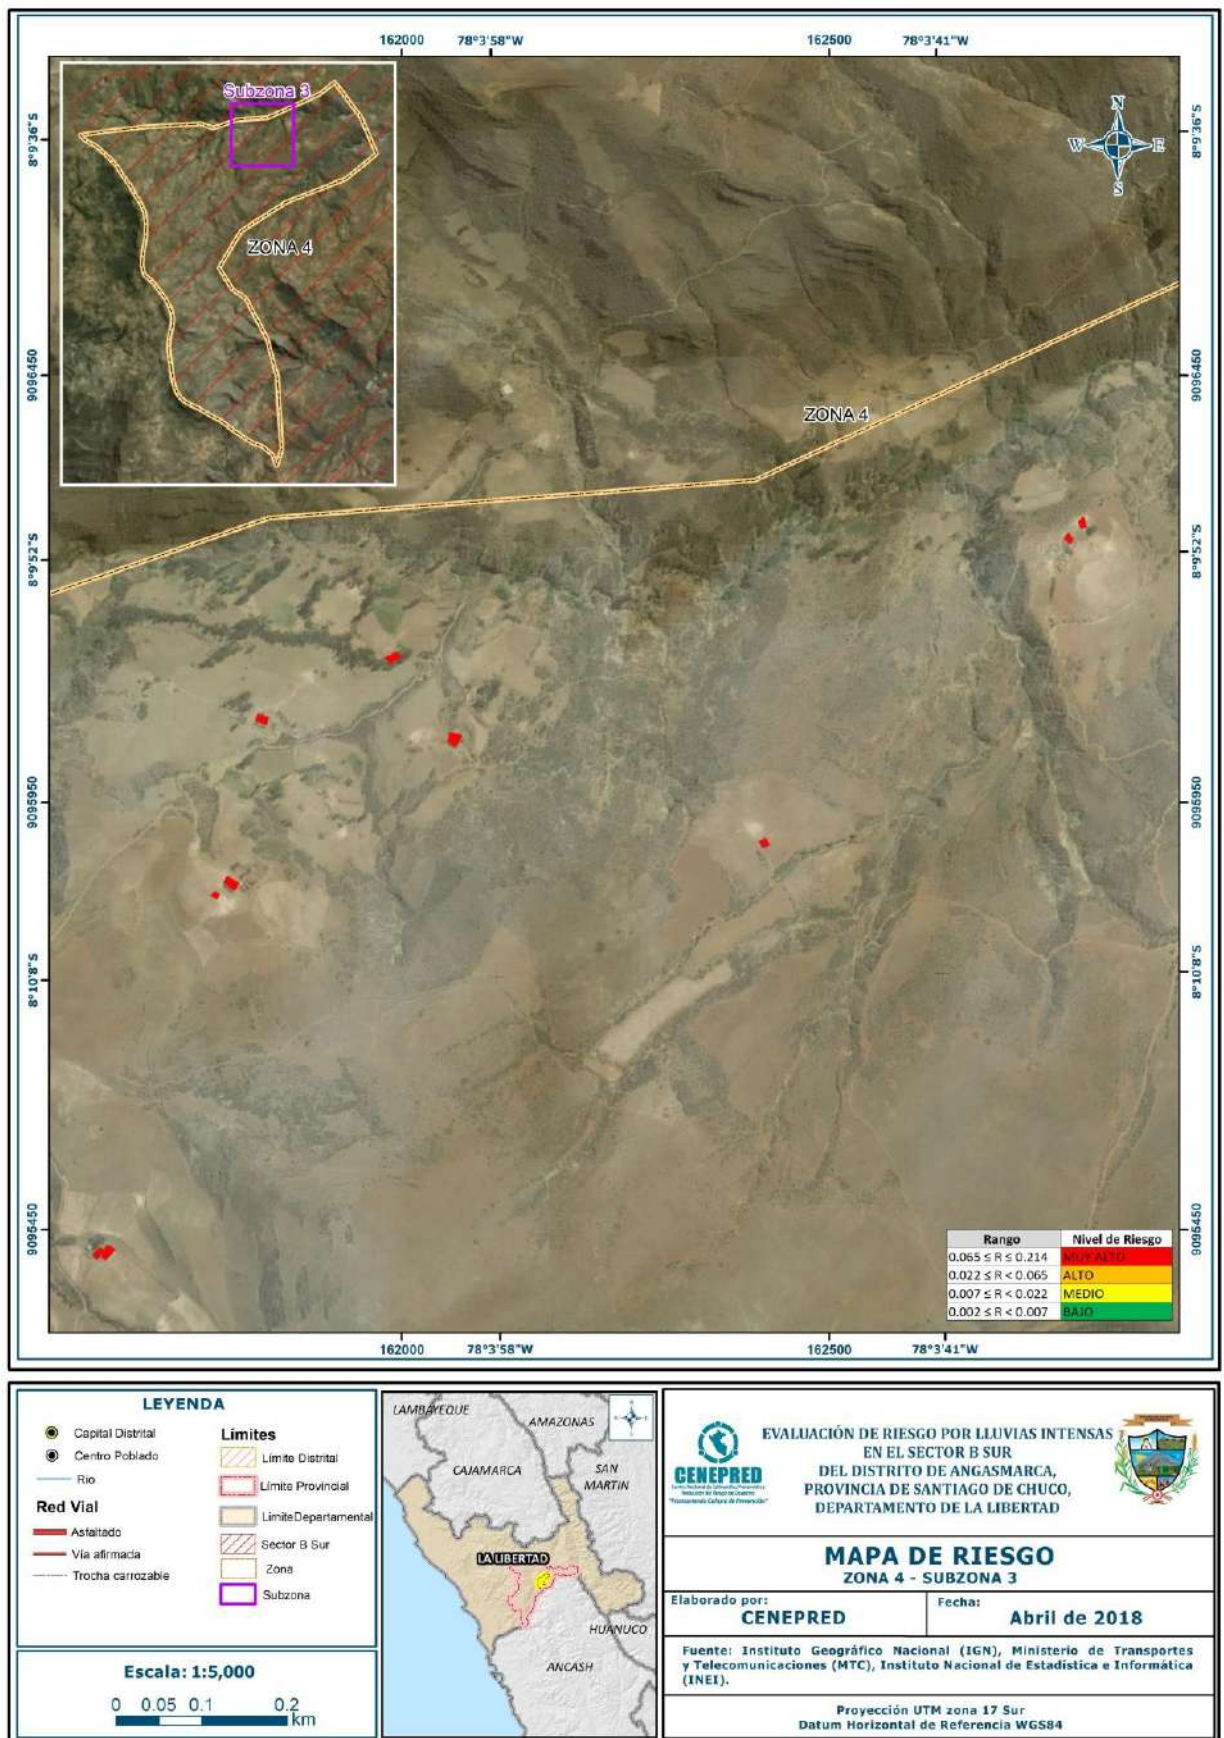 162000
78°3'58"W
162500
78°3'41"W
Subzona 3
ZONA 4
N
W
E
S
8°9'36"S
8°9'36"S
9096450
9096450
ZONA 4
8°9'52"S
8°9'52"S
9095950
9095950
8°10'8"S
8°10'8"S
9095450
9095450
Rango Nivel de Riesgo
0.065 ≤ R ≤ 0.214 MUY ALTO
0.022 ≤ R < 0.065 ALTO
0.007 ≤ R < 0.022 MEDIO
0.002 ≤ R < 0.007 BAJO
162000
78°3'58"W
162500
78°3'41"W
LEYENDA
Capital Distrital
Centro Poblado
Rio
Red Vial
Asfaltado
Vía afirmada
Trocha carrozable
Límites
Límite Distrital
Límite Provincial
LimiteDepartamental
Sector B Sur
Zona
Subzona
Escala: 1:5,000
0 0.05 0.1 0.2
km
LAMBAYEQUE
AMAZONAS
CAJAMARCA
SAN
MARTIN
LA LIBERTAD
HUANUCO
ANCASH
CENEPRED
EVALUACIÓN DE RIESGO POR LLUVIAS INTENSAS
EN EL SECTOR B SUR
DEL DISTRITO DE ANGASMARCA,
PROVINCIA DE SANTIAGO DE CHUCO,
DEPARTAMENTO DE LA LIBERTAD
MAPA DE RIESGO
ZONA 4 - SUBZONA 3
Elaborado por:
CENEPRED
Fecha:
Abril de 2018
Fuente: Instituto Geográfico Nacional (IGN), Ministerio de Transportes
y Telecomunicaciones (MTC), Instituto Nacional de Estadística e Informática
(INEI).
Proyección UTM zona 17 Sur
Datum Horizontal de Referencia WGS84